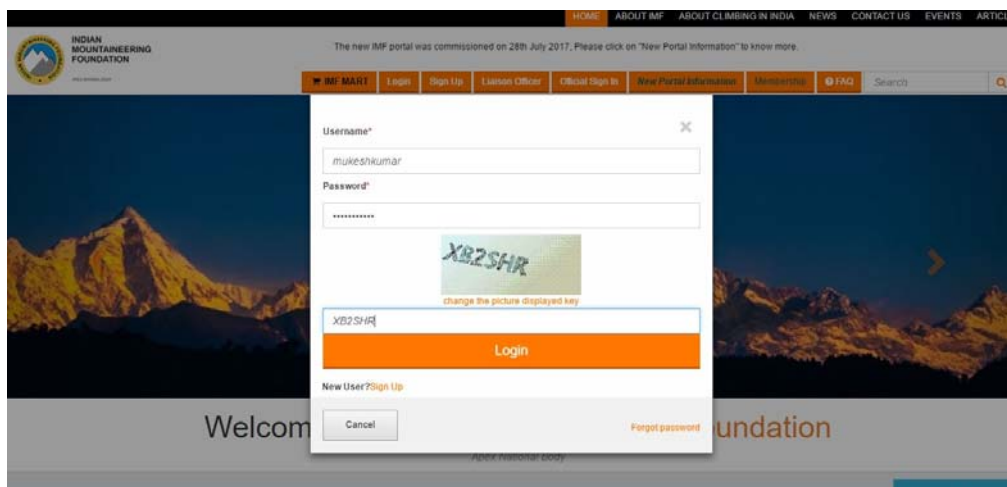 HOME ABOUT IMF ABOUT CLIMBING IN INDIA NEWS CONTACT US EVENTS ARTICL
INDIAN
MOUNTAINEERING
FOUNDATION
The new IMF portal was commissioned on 28th July 2017, Please click on "New Portal Information" to know more.
IMF MART Login Sign Up Liaison Officer Official Sign In New Portal Information Membership FAQ Search
Username*
mukeshkumar
Password*
•••••••••••
XB2SHR
change the picture displayed key
XB2SHR
Login
New User?Sign Up
Cancel
Forgot password
Welcom undation
Apex National Body